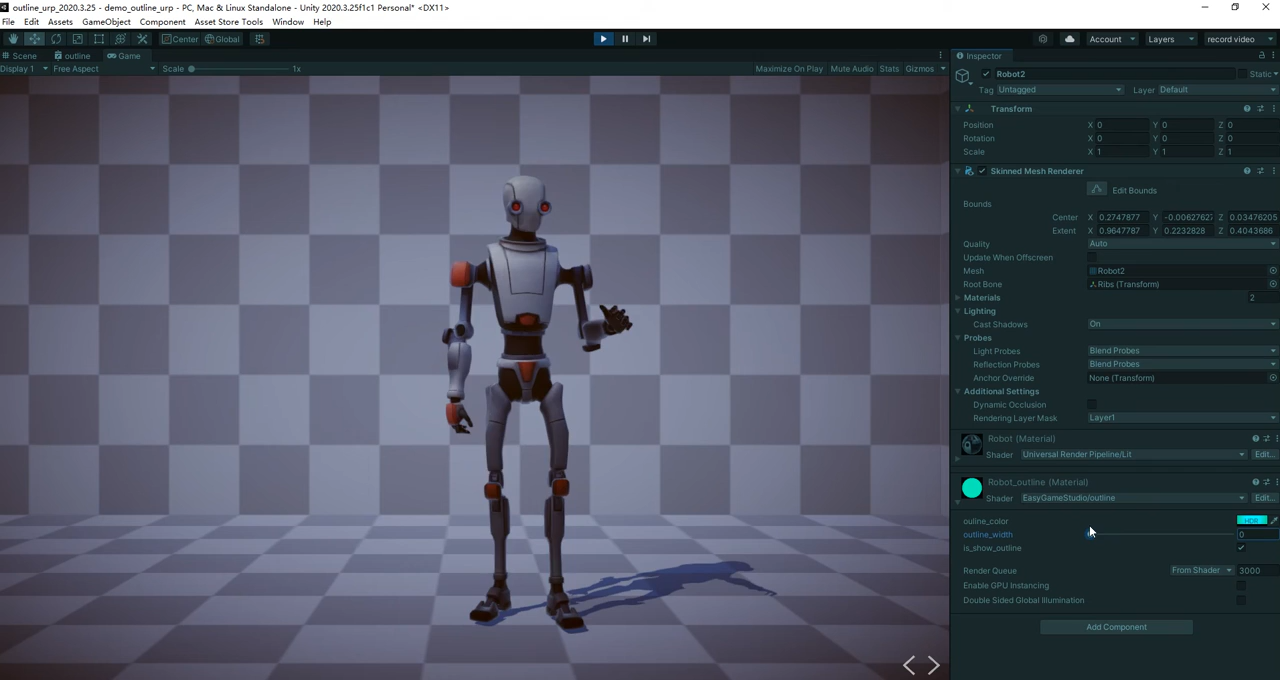 outline_urp_2020.3.25 - demo_outline_urp - PC, Mac & Linux Standalone - Unity 2020.3.25f1c1 Personal* <DX11>
File Edit Assets GameObject Component Asset Store Tools Window Help
Center Global Account Layers record video
Scene outline Game Inspector
Display 1 Free Aspect Scale 1x Maximize On Play Mute Audio Stats Gizmos
Robot2 Static
Tag Untagged Layer Default
Transform
Position X 0 Y 0 Z 0
Rotation X 0 Y 0 Z 0
Scale X 1 Y 1 Z 1
Skinned Mesh Renderer
Edit Bounds
Bounds
Center X 0.2747877 Y -0.0062762 Z 0.03476205
Extent X 0.9647787 Y 0.2232828 Z 0.4043686
Quality Auto
Update When Offscreen
Mesh Robot2
Root Bone Ribs (Transform)
Materials 2
Lighting
Cast Shadows On
Probes
Light Probes Blend Probes
Reflection Probes Blend Probes
Anchor Override None (Transform)
Additional Settings
Dynamic Occlusion
Rendering Layer Mask Layer1
Robot (Material)
Shader Universal Render Pipeline/Lit Edit...
Robot_outline (Material)
Shader EasyGameStudio/outline Edit...
ouline_color HDR
outline_width 0
is_show_outline
Render Queue From Shader 3000
Enable GPU Instancing
Double Sided Global Illumination
Add Component